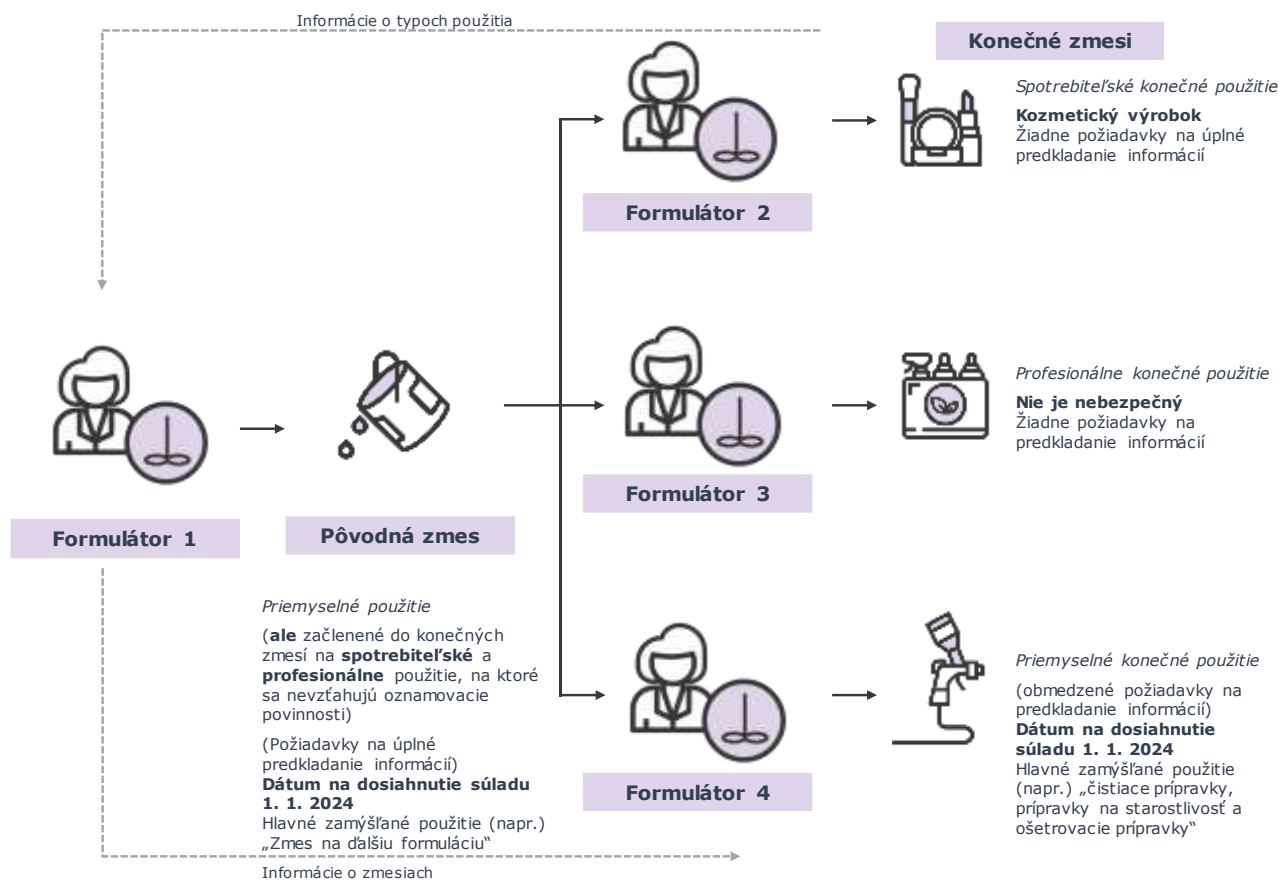 Informácie o typoch použitia
Konečné zmesi
Spotrebiteľské konečné použitie
Kozmetický výrobok
Žiadne požiadavky na úplné
predkladanie informácií
Formulátor 2
Profesionálne konečné použitie
Nie je nebezpečný
Žiadne požiadavky na
predkladanie informácií
Formulátor 3
Formulátor 1
Pôvodná zmes
Priemyselné použitie
(ale začlenené do konečných
zmesí na spotrebiteľské a
profesionálne použitie, na ktoré
sa nevzťahujú oznamovacie
povinnosti)
(Požiadavky na úplné
predkladanie informácií)
Dátum na dosiahnutie súladu
1. 1. 2024
Hlavné zamýšľané použitie (napr.)
„Zmes na ďalšiu formuláciu“
Informácie o zmesiach
Formulátor 4
Priemyselné konečné použitie
(obmedzené požiadavky na
predkladanie informácií)
Dátum na dosiahnutie
súladu 1. 1. 2024
Hlavné zamýšľané použitie
(napr.) „čistiace prípravky,
prípravky na starostlivosť a
ošetrovacie prípravky“